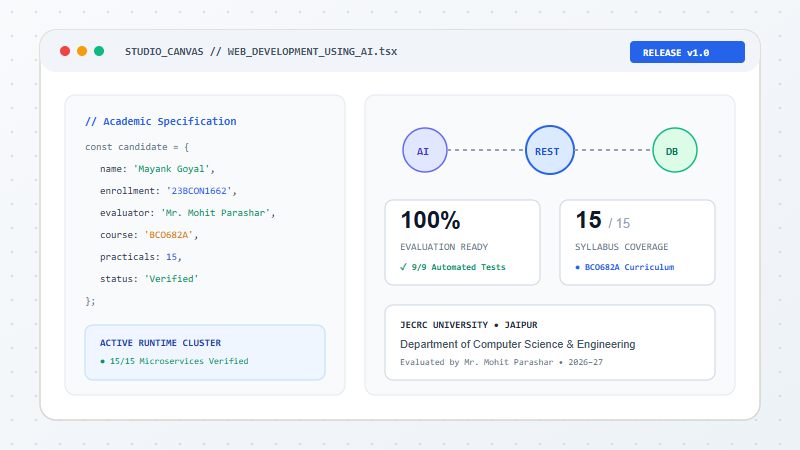 STUDIO_CANVAS // WEB_DEVELOPMENT_USING_AI.tsx
RELEASE v1.0
// Academic Specification
const candidate = {
name: 'Mayank Goyal',
enrollment: '23BCON1662',
evaluator: 'Mr. Mohit Parashar',
course: 'BCO682A',
practicals: 15,
status: 'Verified'
};
ACTIVE RUNTIME CLUSTER
● 15/15 Microservices Verified
AI
REST
DB
100%
EVALUATION READY
✓ 9/9 Automated Tests
15 / 15
SYLLABUS COVERAGE
● BCO682A Curriculum
JECRC UNIVERSITY • JAIPUR
Department of Computer Science & Engineering
Evaluated by Mr. Mohit Parashar • 2026-27